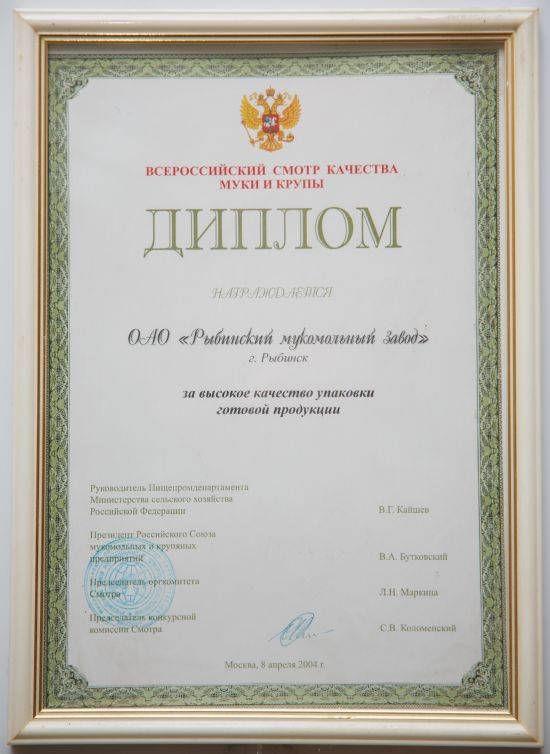 ВСЕРОССИЙСКИЙ СМОТР КАЧЕСТВА
МУКИ И КРУПЫ
ДИПЛОМ
НАГРАЖДАЕТСЯ
ОАО «Рыбинский мукомольный завод»
г. Рыбинск
за высокое качество упаковки
готовой продукции
Руководитель Пищепромдепартамента
Министерства сельского хозяйства
Российской Федерации
В.Г. Кайшев
Президент Российского Союза
мукомольных и крупяных
предприятий
В.А. Бутковский
Председатель оргкомитета
Смотра
Л.Н. Маркина
Председатель конкурсной
комиссии Смотра
С.В. Коломенский
Москва, 8 апреля 2004 г.